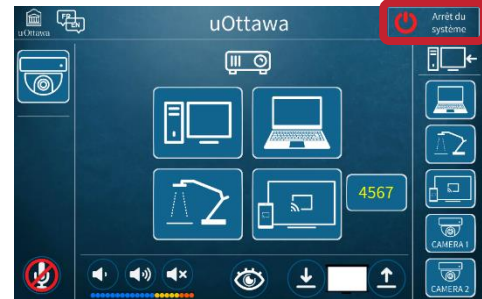 uOttawa
FR
EN
uOttawa
Arrêt du
système
4567
CAMERA 1
CAMERA 2